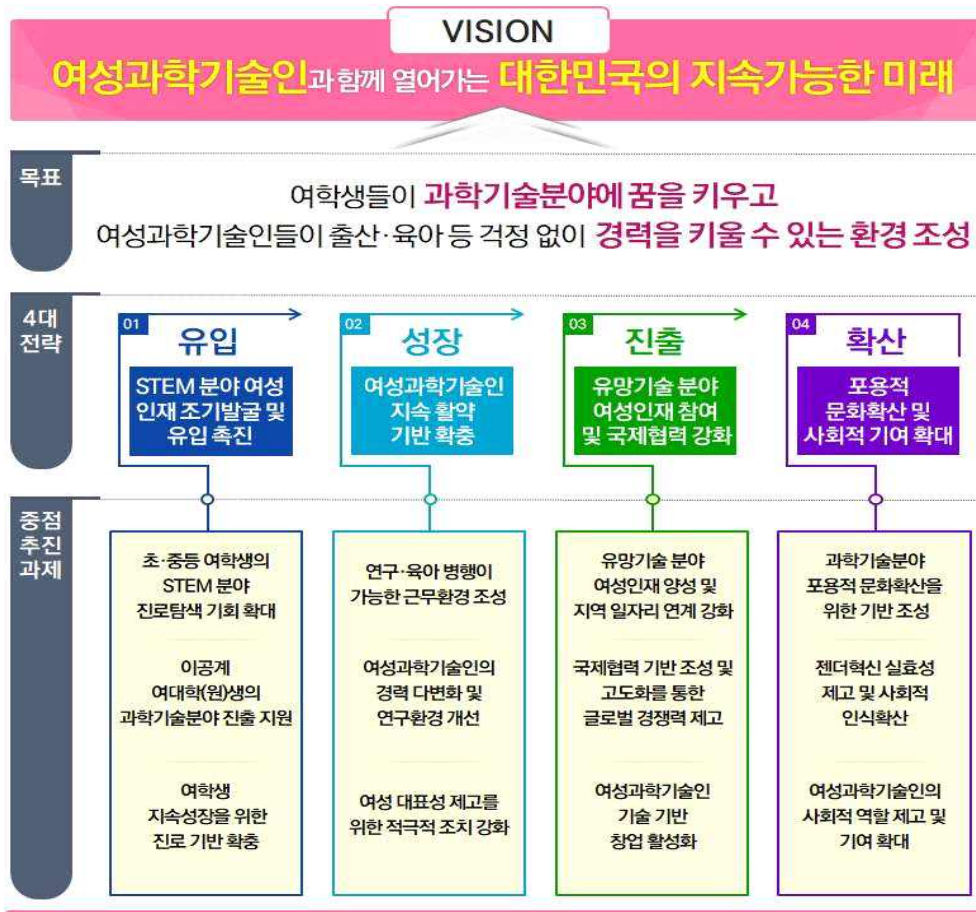 VISION
여성과학기술인과 함께 열어가는 대한민국의 지속가능한 미래
목표
여학생들이 과학기술분야에 꿈을 키우고
여성과학기술인들이 출산·육아 등 걱정 없이 경력을 키울 수 있는 환경 조성
4대
전략
01
유입
STEM 분야 여성
인재 조기발굴 및
유입 촉진
02
성장
여성과학기술인
지속 활약
기반 확충
03
진출
유망기술 분야
여성인재 참여
및 국제협력 강화
04
확산
포용적
문화확산 및
사회적 기여 확대
중점
추진
과제
초·중등 여학생의
STEM 분야
진로탐색 기회 확대
이공계
여대학(원)생의
과학기술분야 진출 지원
여학생
지속성장을 위한
진로 기반 확충
연구·육아 병행이
가능한 근무환경 조성
여성과학기술인의
경력 다변화 및
연구환경 개선
여성 대표성 제고를
위한 적극적 조치 강화
유망기술 분야
여성인재 양성 및
지역 일자리 연계 강화
국제협력 기반 조성 및
고도화를 통한
글로벌 경쟁력 제고
여성과학기술인
기술 기반
창업 활성화
과학기술분야
포용적 문화확산을
위한 기반 조성
젠더혁신 실효성
제고 및 사회적
인식확산
여성과학기술인의
사회적 역할 제고 및
기여 확대